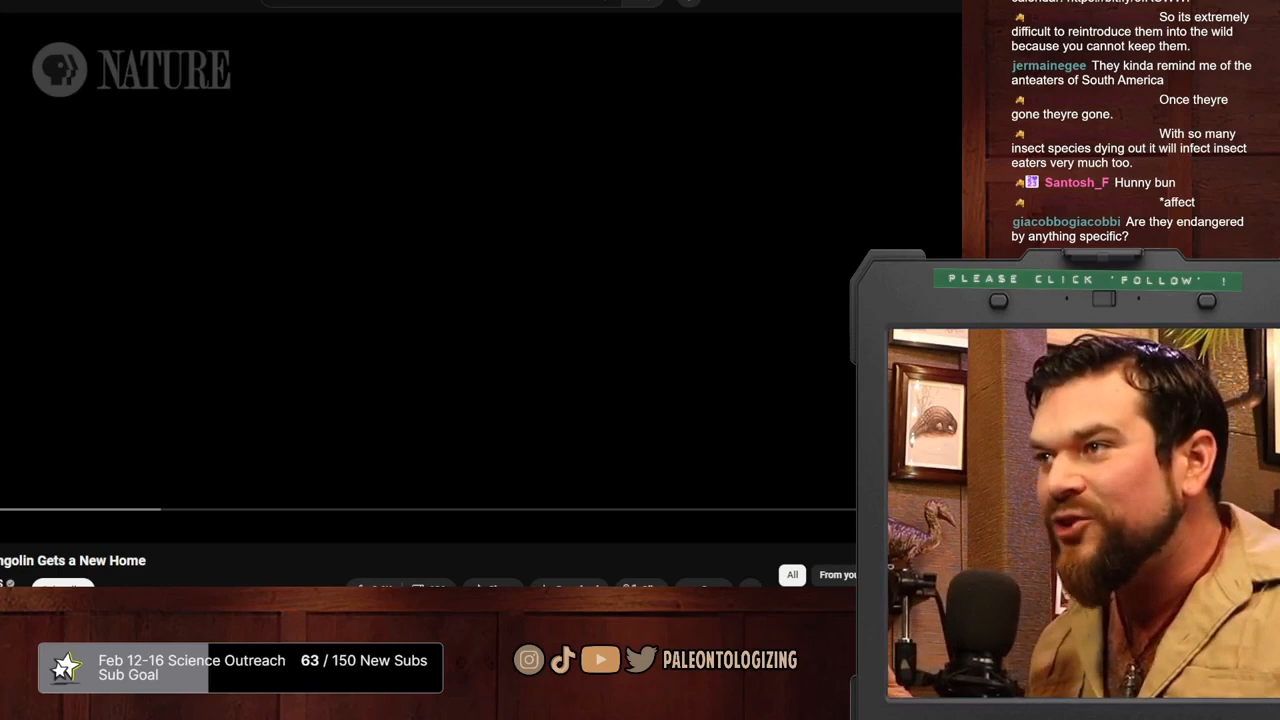 NATURE
So its extremely
difficult to reintroduce them into the wild
because you cannot keep them.
jermainegee They kinda remind me of the
anteaters of South America
Once theyre
gone theyre gone.
With so many
insect species dying out it will infect insect
eaters very much too.
Santosh_F Hunny bun
*affect
giacobbogiacobbi Are they endangered
by anything specific?
PLEASE CLICK 'FOLLOW' !
ngolin Gets a New Home
All
From you
Feb 12-16 Science Outreach 63 / 150 New Subs
Sub Goal
PALEONTOLOGIZING